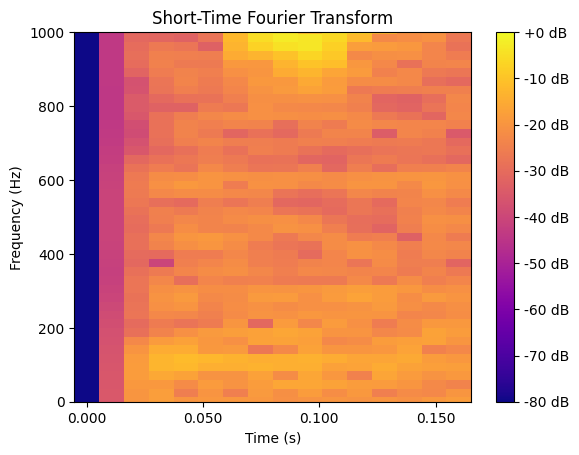 Short-Time Fourier Transform
1000
800
600
400
200
0
Frequency (Hz)
0.000
0.050
0.100
0.150
Time (s)
+0 dB
-10 dB
-20 dB
-30 dB
-40 dB
-50 dB
-60 dB
-70 dB
-80 dB